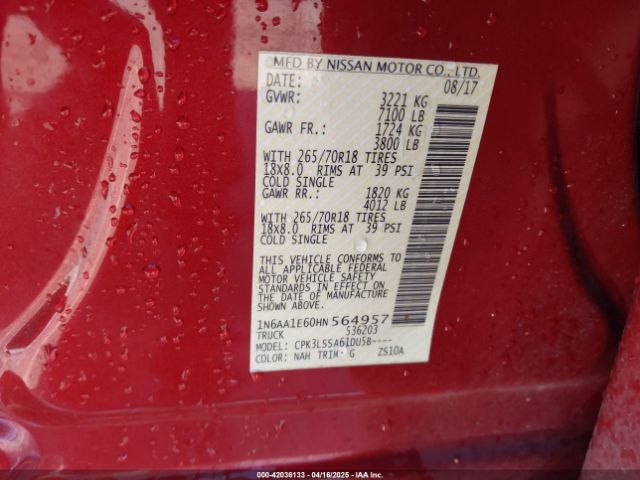 MFD BY NISSAN MOTOR CO., LTD.
DATE: 08/17
GVWR: 3221 KG
7100 LB
GAWR FR.: 1724 KG
3800 LB
WITH 265/70R18 TIRES
18x8.0 RIMS AT 39 PSI
COLD SINGLE
GAWR RR.: 1820 KG
4012 LB
WITH 265/70R18 TIRES
18x8.0 RIMS AT 39 PSI
COLD SINGLE
THIS VEHICLE CONFORMS TO
ALL APPLICABLE FEDERAL
MOTOR VEHICLE SAFETY
STANDARDS IN EFFECT ON
THE DATE OF MANUFACTURE
SHOWN ABOVE.
1N6AA1E60HN564957
TRUCK 536203
MODEL: CPK3LSSA61DU5B----
COLOR: NAH TRIM: G ZS10A
000-42036133 - 04/16/2025 - IAA Inc.